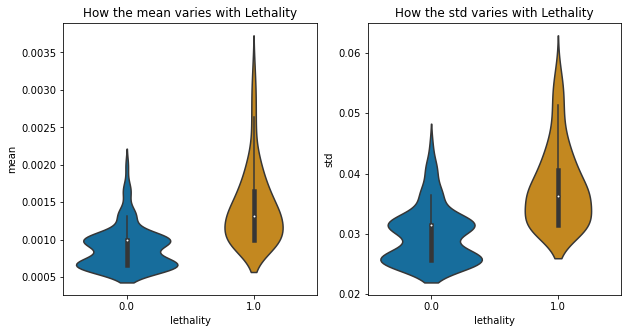 How the mean varies with Lethality
0.0035
0.0030
0.0025
0.0020
0.0015
0.0010
0.0005
mean
0.0
1.0
lethality
How the std varies with Lethality
0.06
0.05
0.04
0.03
0.02
std
0.0
1.0
lethality